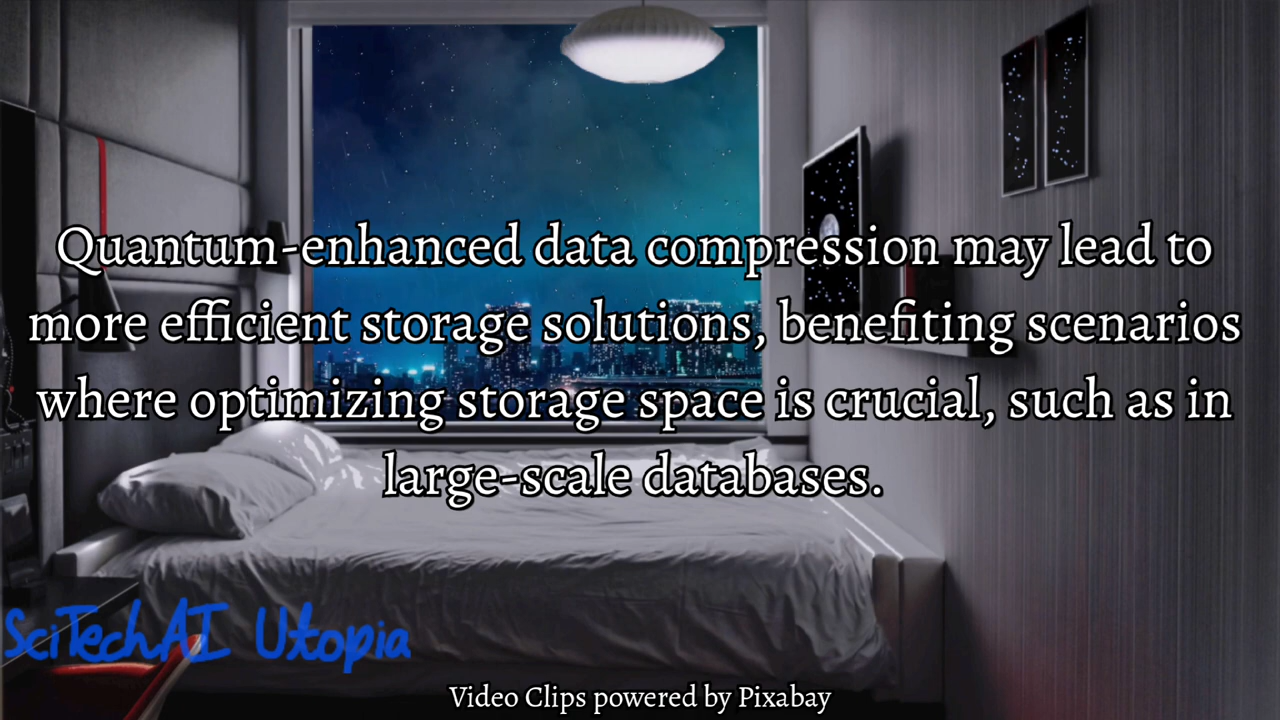 Quantum-enhanced data compression may lead to
more efficient storage solutions, benefiting scenarios
where optimizing storage space is crucial, such as in
large-scale databases.
SciTechAI Utopia
Video Clips powered by Pixabay